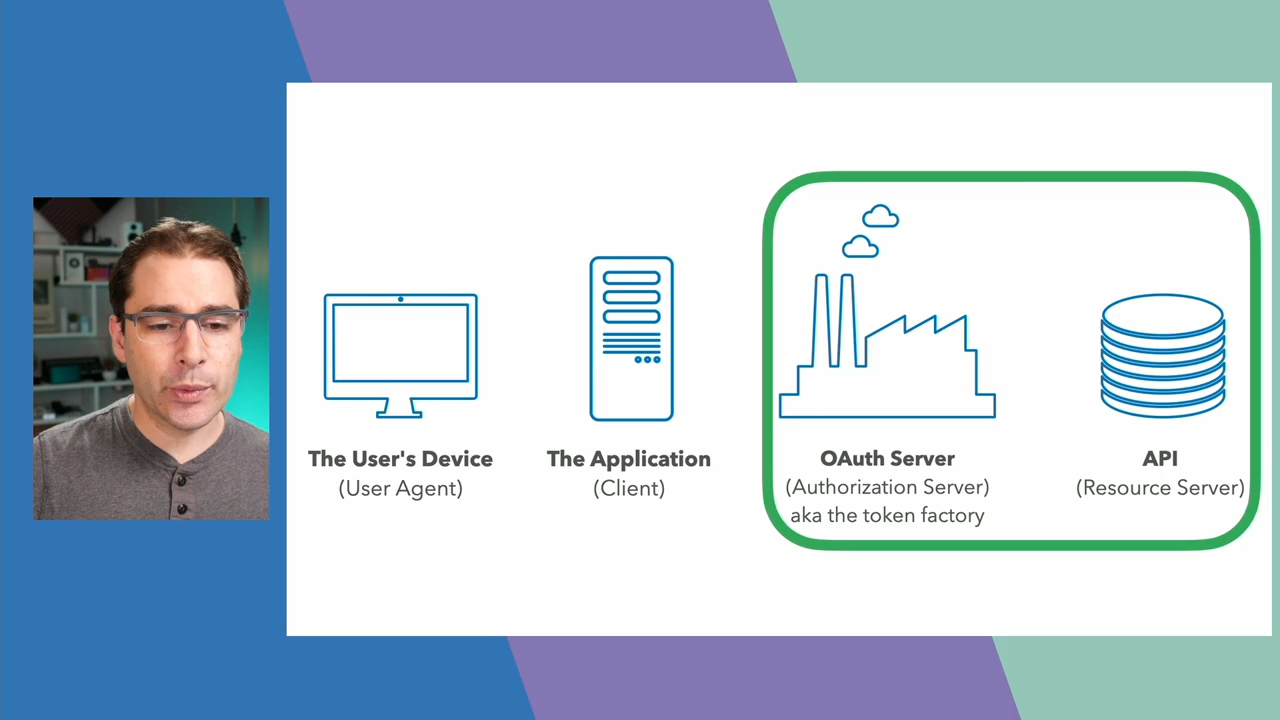 The User's Device
(User Agent)
The Application
(Client)
OAuth Server
(Authorization Server)
aka the token factory
API
(Resource Server)